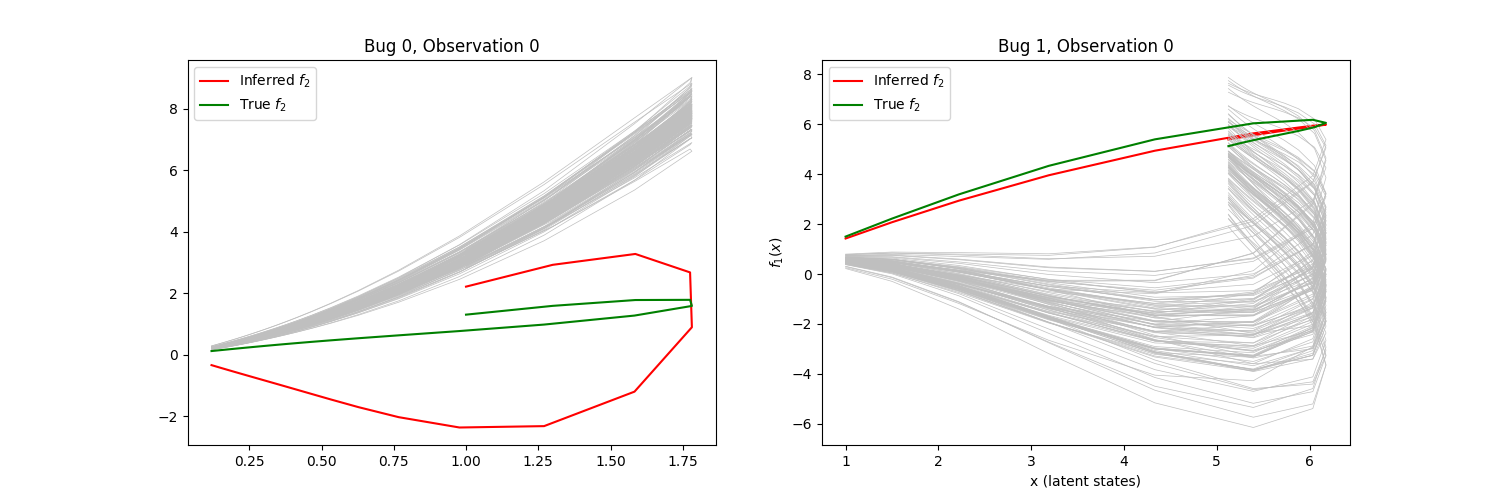 Bug 0, Observation 0
Inferred f₂
True f₂
8
6
4
2
0
−2
0.25 0.50 0.75 1.00 1.25 1.50 1.75
Bug 1, Observation 0
Inferred f₂
True f₂
f₁(x)
8
6
4
2
0
−2
−4
−6
1 2 3 4 5 6
x (latent states)